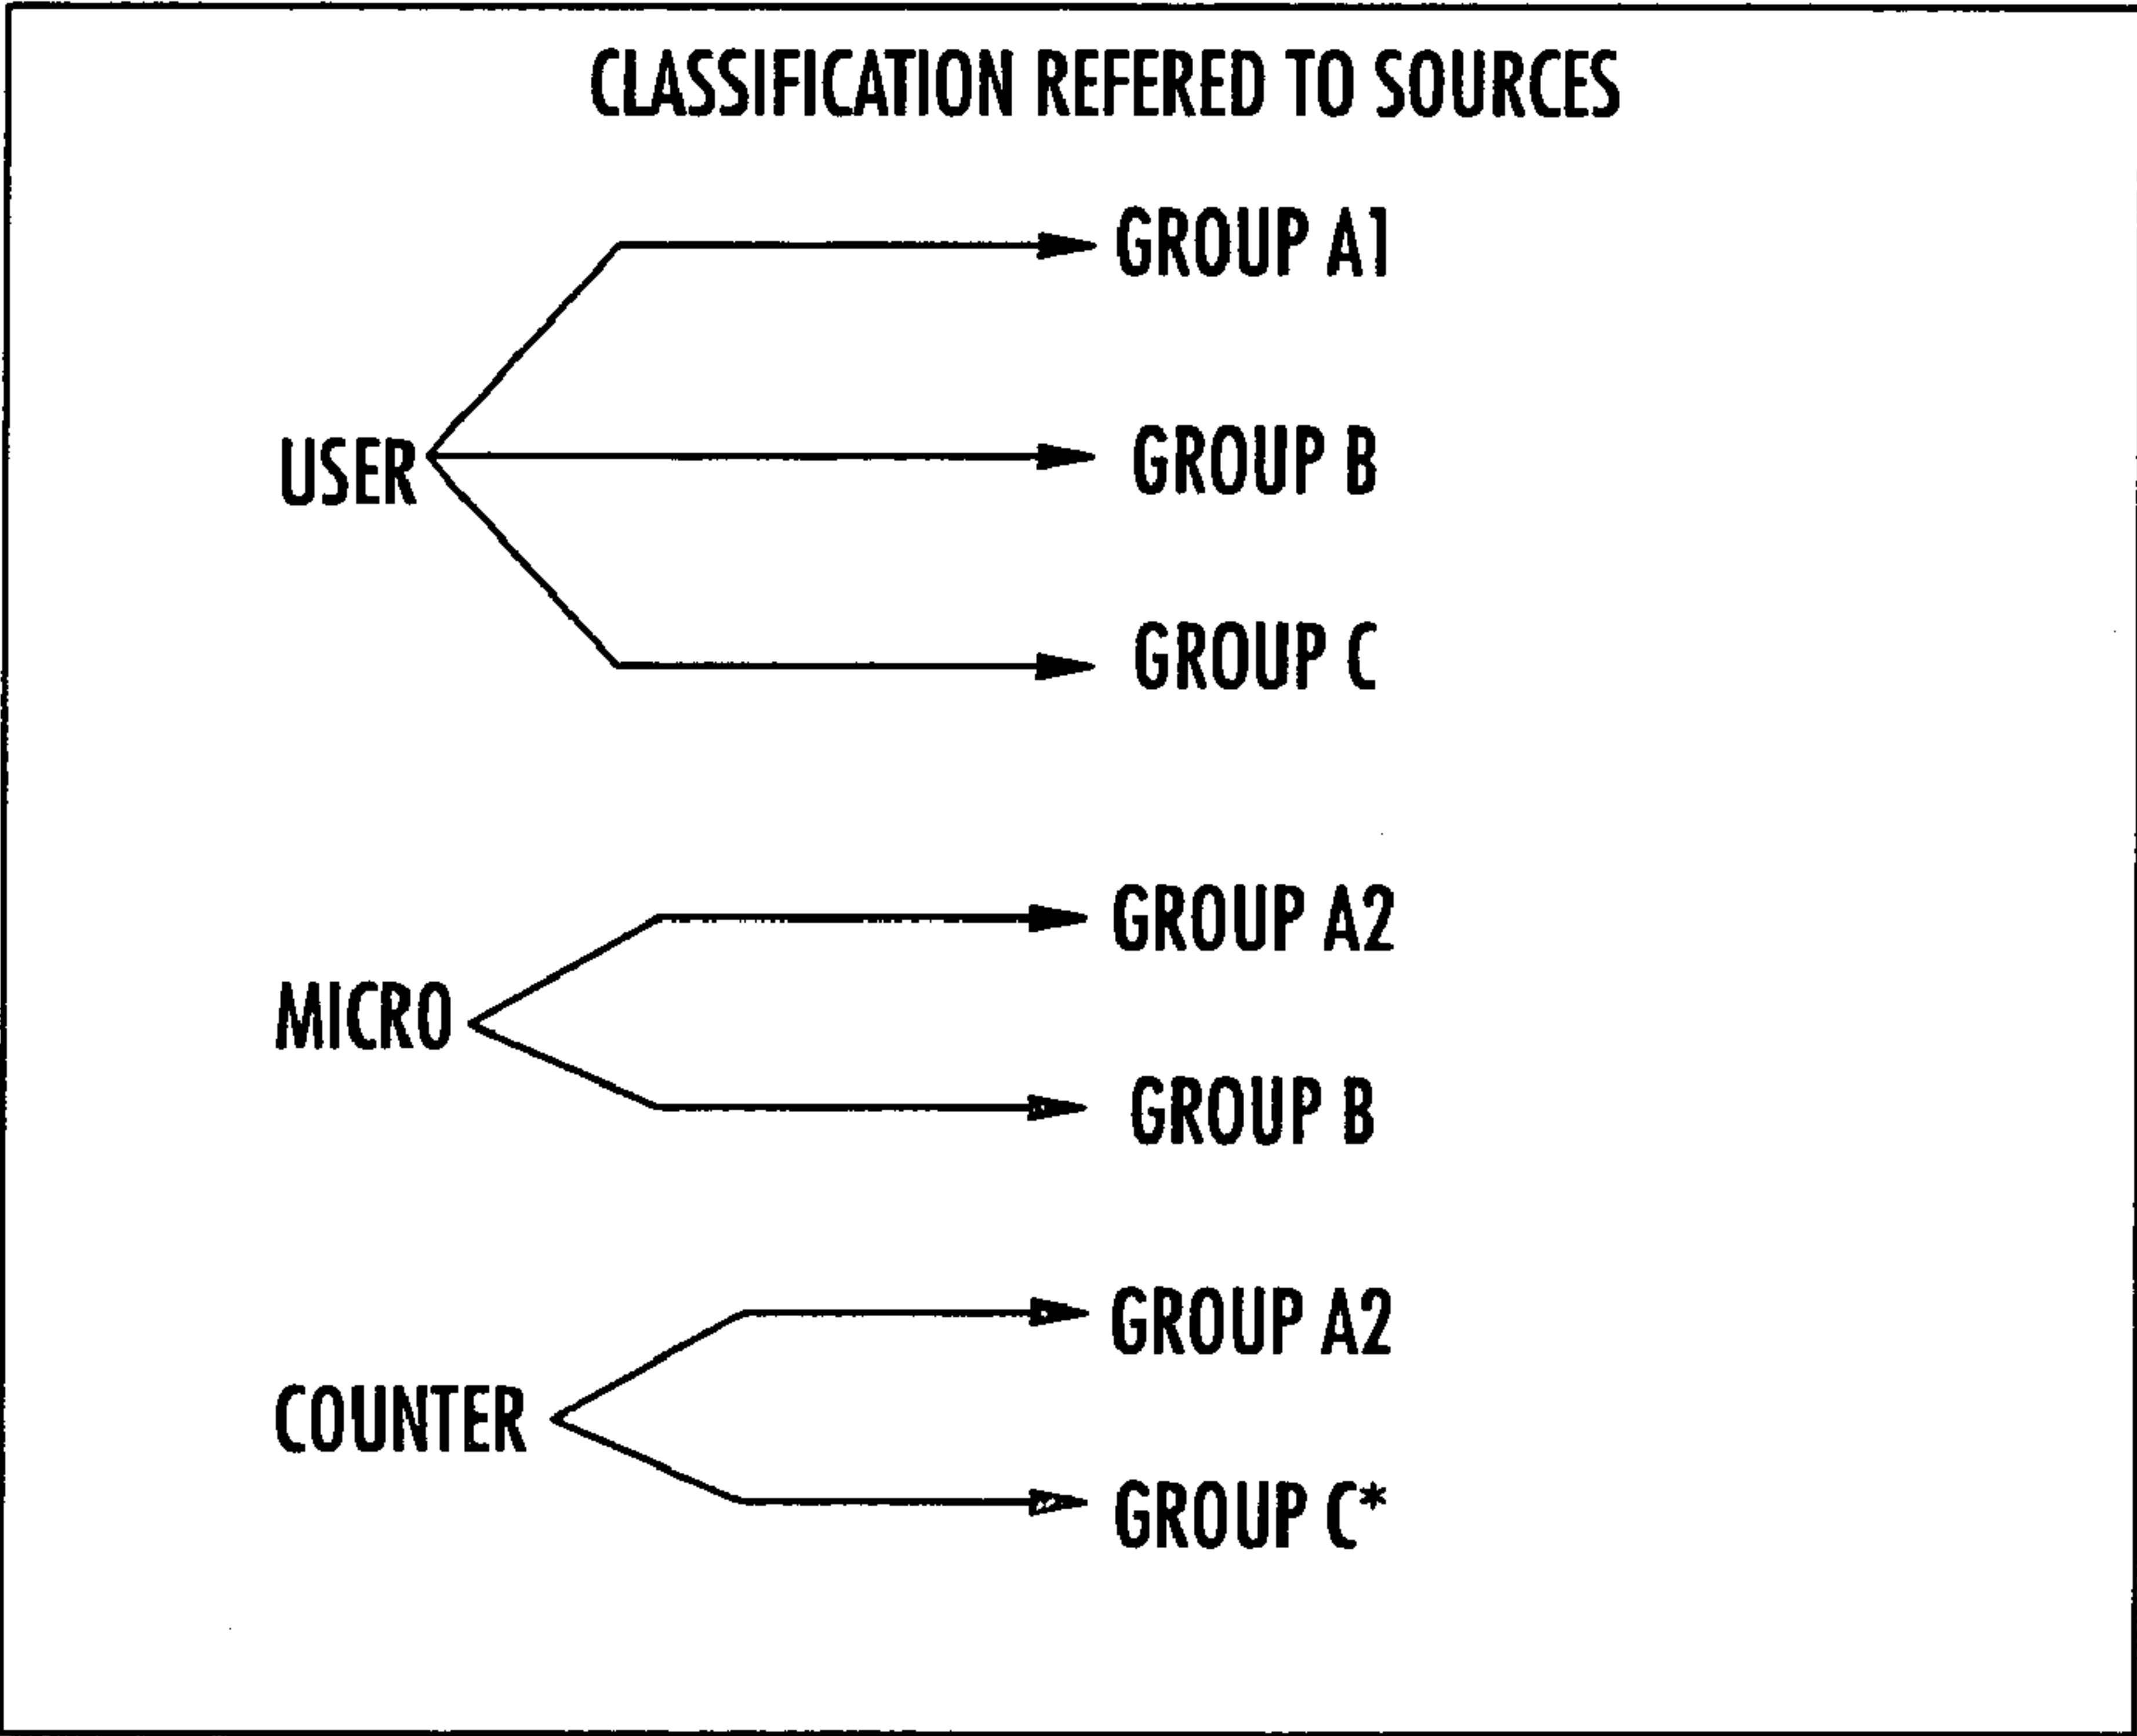 CLASSIFICATION REFERED TO SOURCES
GROUP A1
USER
GROUP B
GROUP C
GROUP A2
MICRO
GROUP B
GROUP A2
COUNTER
GROUP C*